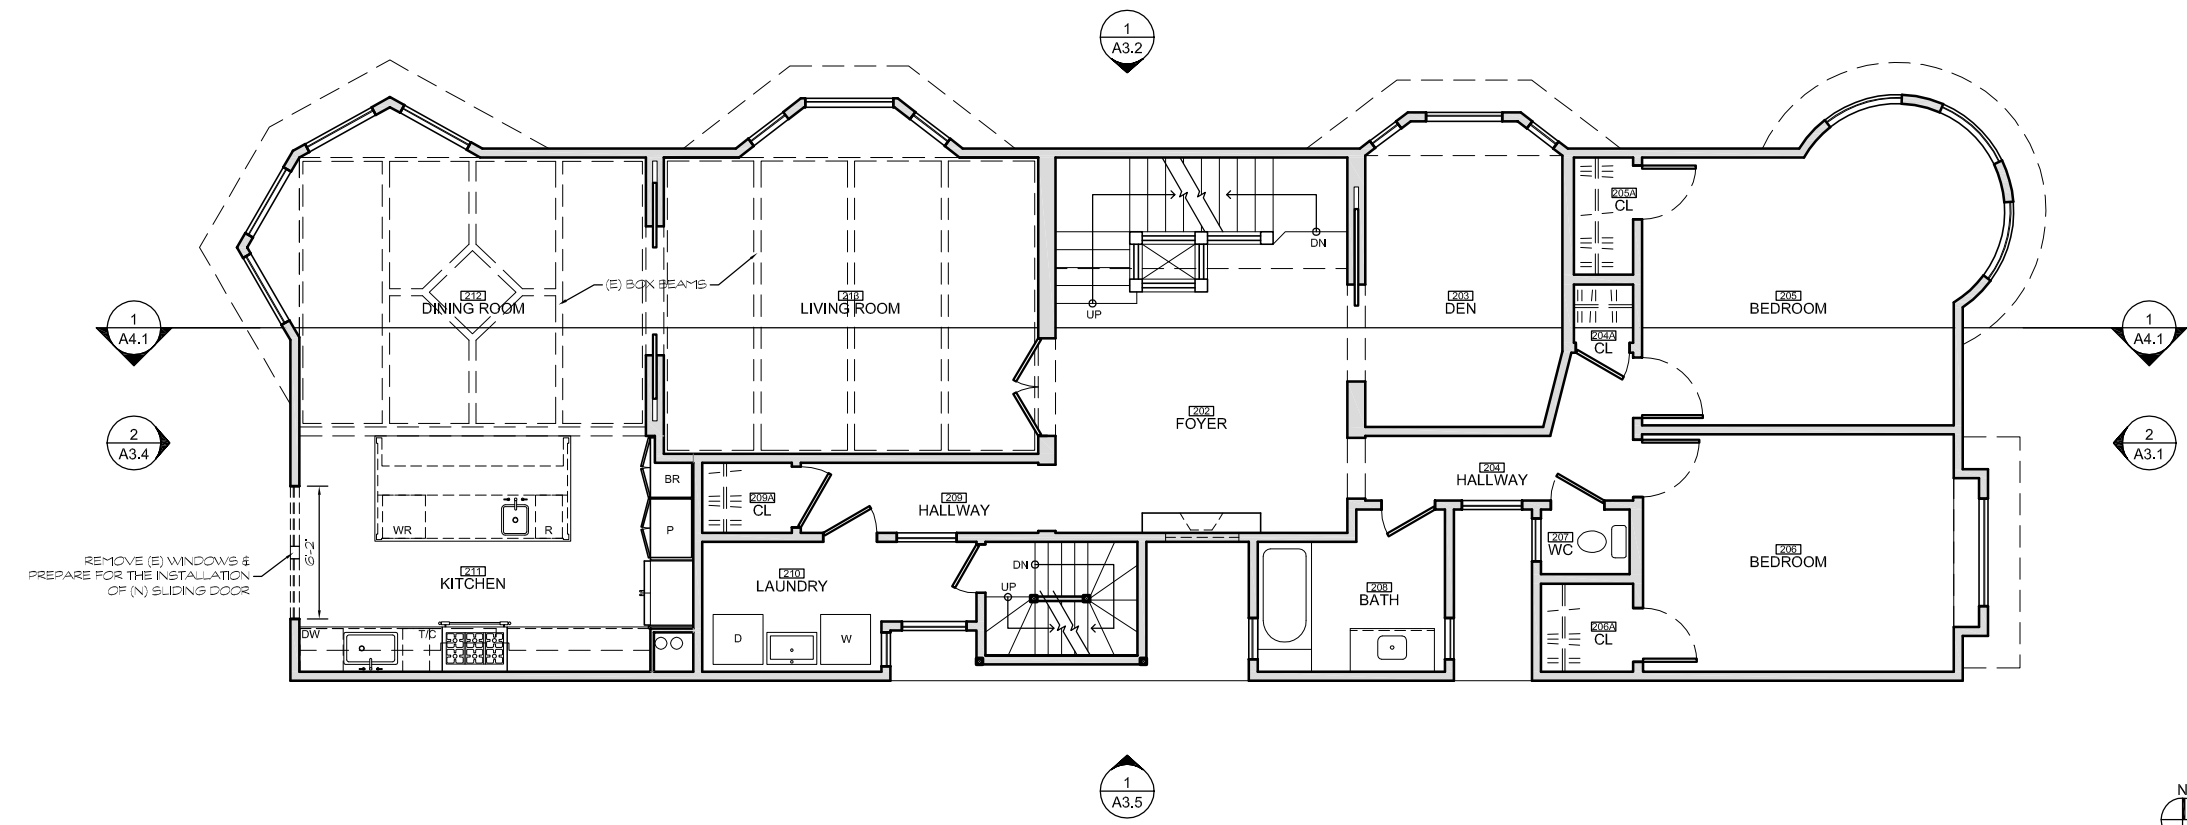 1
A3.2
205A
CL
DN
UP
(E) BOX BEAMS
212
DINING ROOM
213
LIVING ROOM
203
DEN
205
BEDROOM
1
A4.1
204A
CL
1
A4.1
202
FOYER
2
A3.4
2
A3.1
BR
209A
CL
209
HALLWAY
204
HALLWAY
WR
R
P
6'-2"
REMOVE (E) WINDOWS &
PREPARE FOR THE INSTALLATION
OF (N) SLIDING DOOR
211
KITCHEN
210
LAUNDRY
DN
UP
207
WC
206
BEDROOM
208
BATH
M
DW
T/C
D
W
206A
CL
1
A3.5
N